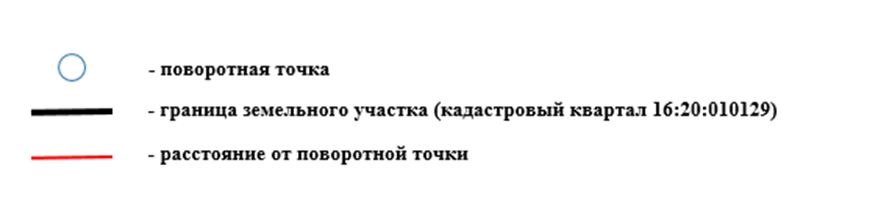 - поворотная точка
- граница земельного участка (кадастровый квартал 16:20:010129)
- расстояние от поворотной точки